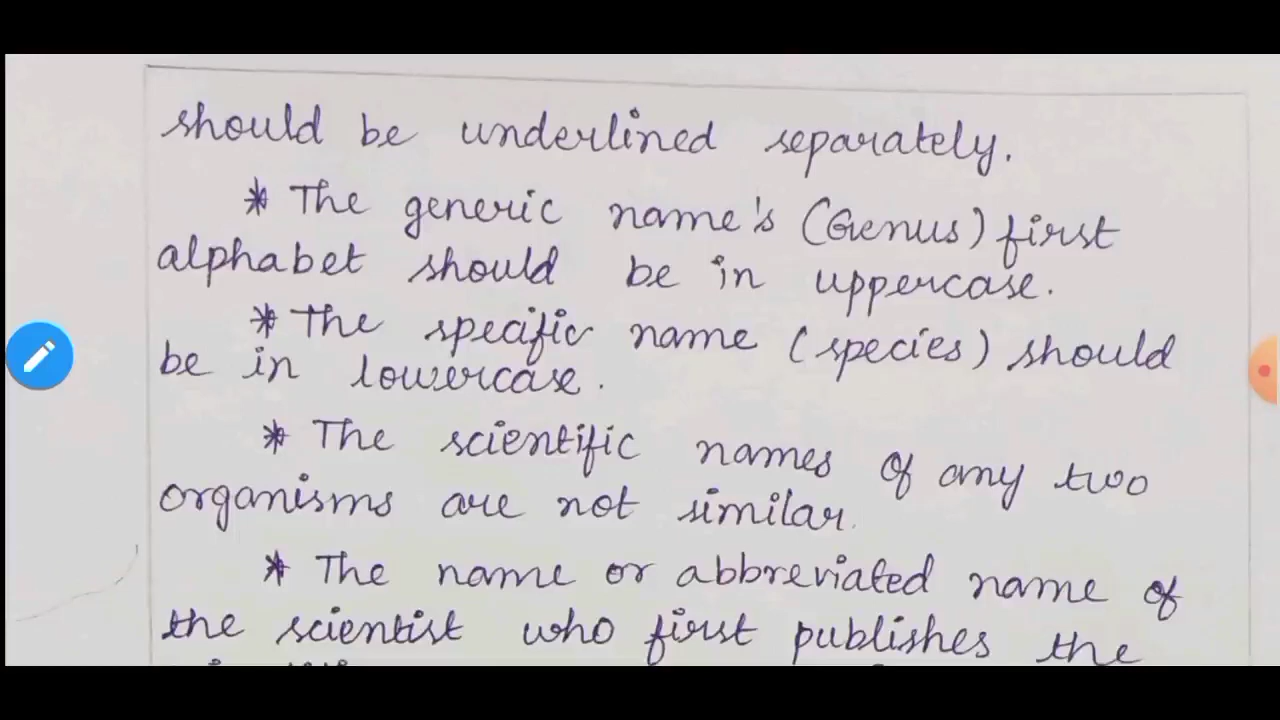 should be underlined separately.
* The generic name's (Genus) first
alphabet should be in uppercase.
* The specific name (species) should
be in lowercase.
* The scientific names of any two
organisms are not similar.
* The name or abbreviated name of
the scientist who first publishes the